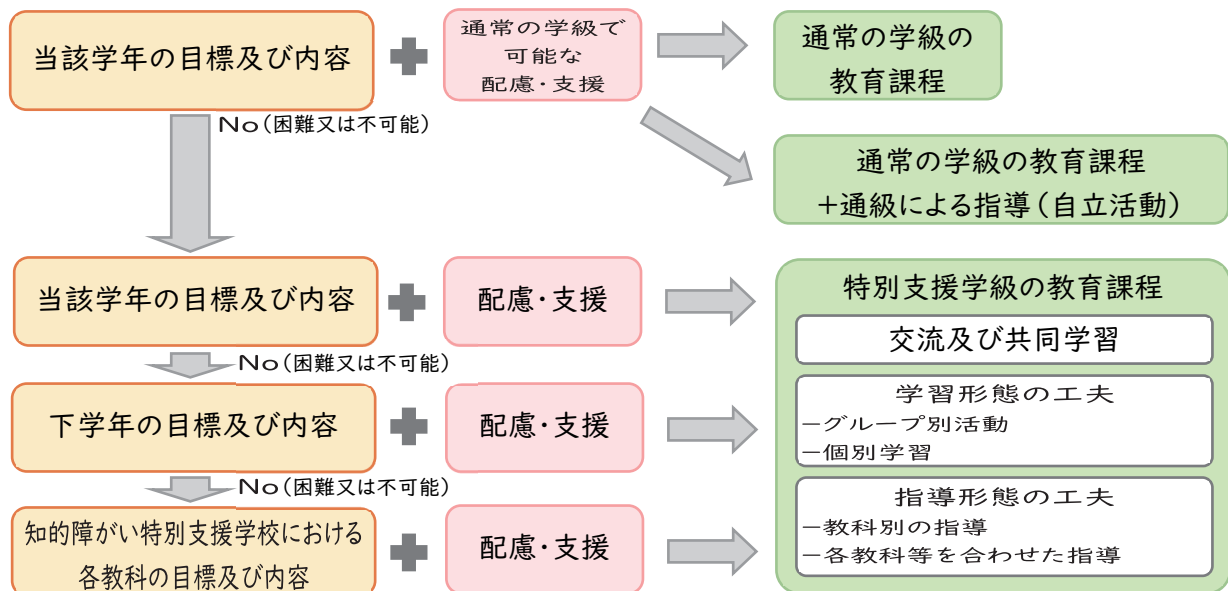 当該学年の目標及び内容
通常の学級で
可能な
配慮・支援
通常の学級の
教育課程
No(困難又は不可能)
通常の学級の教育課程
+通級による指導(自立活動)
当該学年の目標及び内容
配慮・支援
特別支援学級の教育課程
交流及び共同学習
No(困難又は不可能)
下学年の目標及び内容
配慮・支援
学習形態の工夫
-グループ別活動
-個別学習
No(困難又は不可能)
知的障がい特別支援学校における
各教科の目標及び内容
配慮・支援
指導形態の工夫
-教科別の指導
-各教科等を合わせた指導